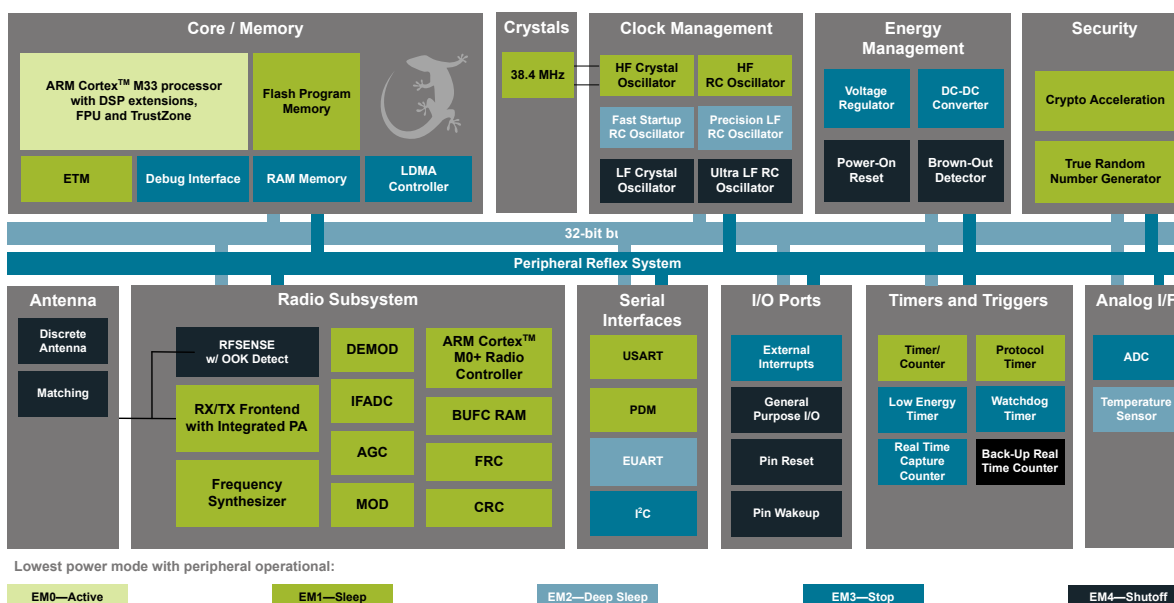 Core / Memory
ARM Cortex™ M33 processor
with DSP extensions,
FPU and TrustZone
Flash Program
Memory
ETM
Debug Interface
RAM Memory
LDMA
Controller
Crystals
38.4 MHz
Clock Management
HF Crystal
Oscillator
HF
RC Oscillator
Fast Startup
RC Oscillator
Precision LF
RC Oscillator
LF Crystal
Oscillator
Ultra LF RC
Oscillator
Energy
Management
Voltage
Regulator
DC-DC
Converter
Power-On
Reset
Brown-Out
Detector
Security
Crypto Acceleration
True Random
Number Generator
32-bit
Peripheral Reflex System
Antenna
Discrete
Antenna
Matching
Radio Subsystem
RFSENSE
w/ OOK Detect
RX/TX Frontend
with Integrated PA
Frequency
Synthesizer
DEMOD
IFADC
AGC
MOD
ARM Cortex™
M0+ Radio
Controller
BUFC RAM
FRC
CRC
Serial
Interfaces
USART
PDM
EUART
I²C
I/O Ports
External
Interrupts
General
Purpose I/O
Pin Reset
Pin Wakeup
Timers and Triggers
Timer/
Counter
Protocol
Timer
Low Energy
Timer
Watchdog
Timer
Real Time
Capture
Counter
Back-Up Real
Time Counter
Analog I/F
ADC
Temperature
Sensor
Lowest power mode with peripheral operational:
EM0—Active
EM1—Sleep
EM2—Deep Sleep
EM3—Stop
EM4—Shutoff